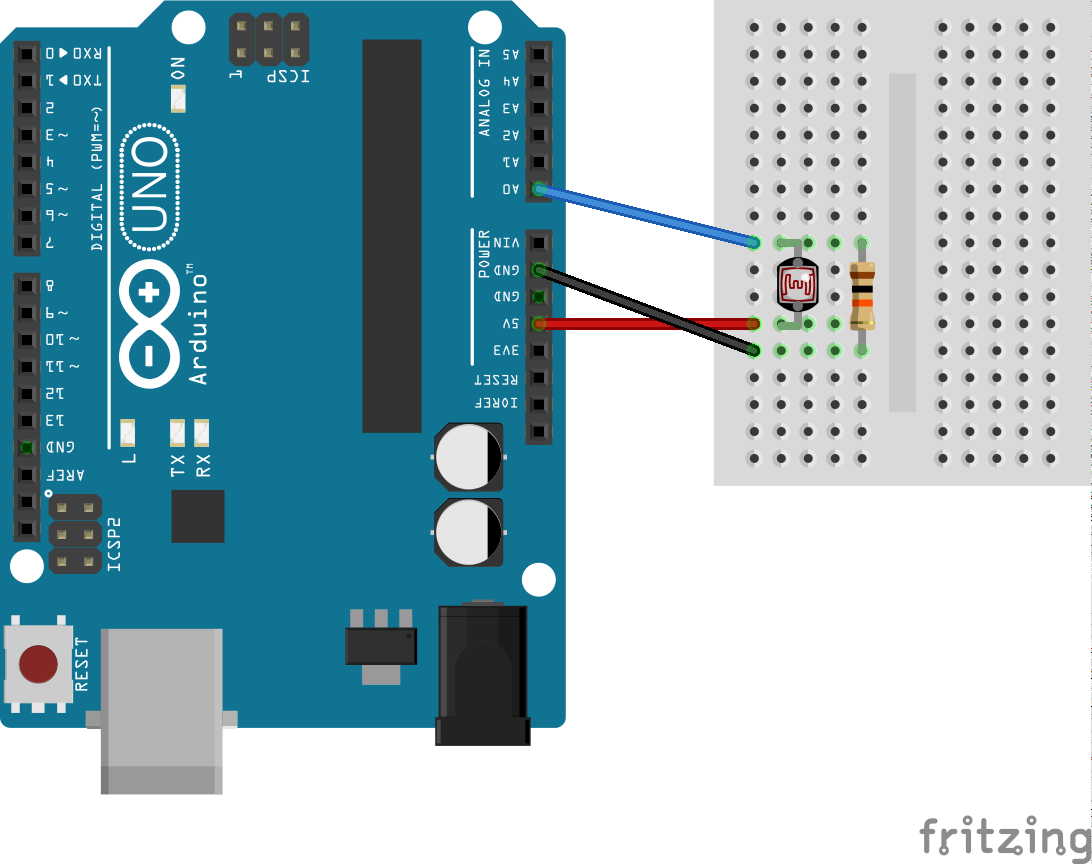 RXD ◀ 0
TXD ▶ 1
2
~ 3
4
~ 5
~ 6
7
8
~ 9
~ 10
~ 11
12
13
GND
AREF
DIGITAL (PWM=~)
ON
1
ICSP
UNO
Arduino™
L
TX
RX
ICSP2
RESET
ANALOG IN
A5
A4
A3
A2
A1
A0
POWER
VIN
GND
GND
5V
3V3
RESET
IOREF
fritzing